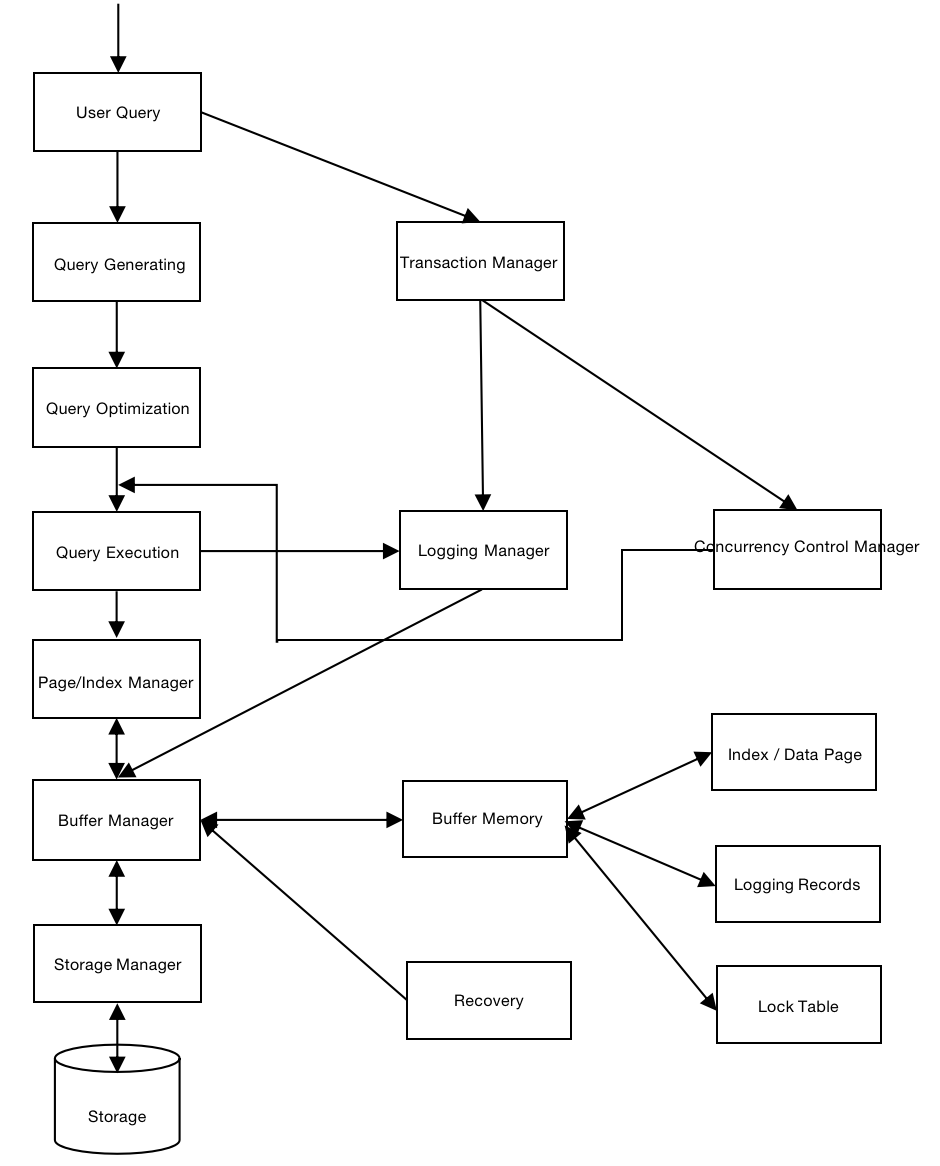 User Query
Query Generating
Transaction Manager
Query Optimization
Query Execution
Logging Manager
Concurrency Control Manager
Page/Index Manager
Index / Data Page
Buffer Manager
Buffer Memory
Logging Records
Storage Manager
Recovery
Lock Table
Storage